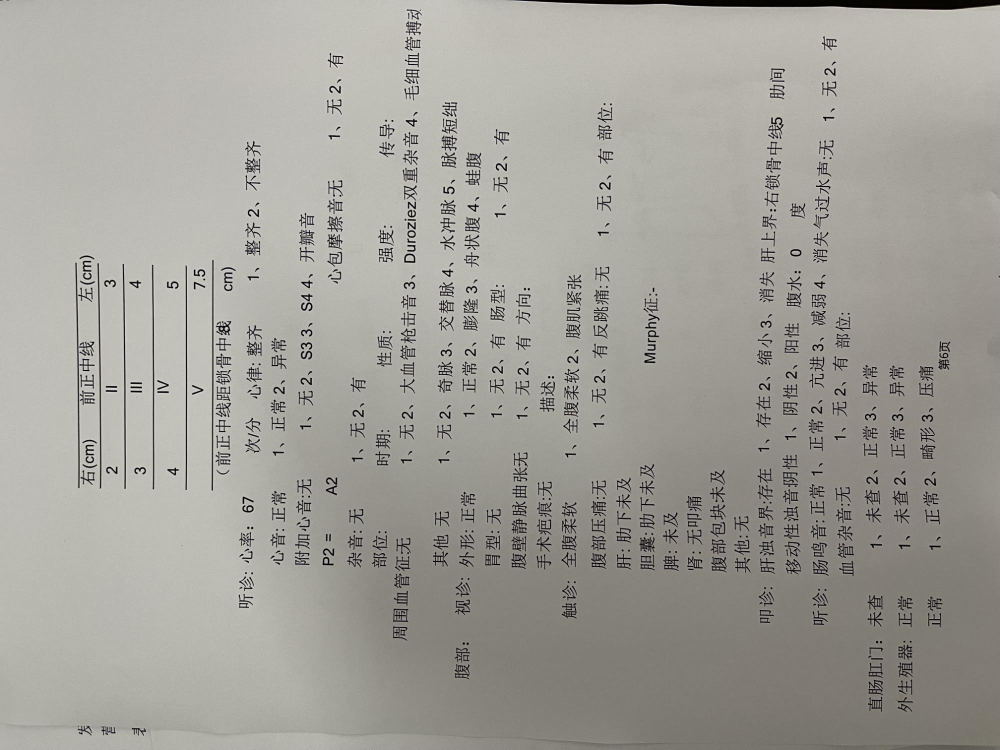 右(cm) 前正中线 左(cm)
2 II 3
3 III 4
4 IV 5
V 7.5
（前正中线距锁骨中线8 cm)
听诊: 心率: 67 次/分 心律: 整齐 1、整齐 2、不整齐
心音: 正常 1、正常 2、异常
附加心音:无 1、无 2、S3 3、S4 4、开瓣音
P2 = A2 心包摩擦音:无 1、无 2、有
杂音: 无 1、无 2、有
部位: 时期: 性质: 强度: 传导:
周围血管征:无 1、无 2、大血管枪击音 3、Duroziez双重杂音 4、毛细血管搏动
其他 无 1、无 2、奇脉 3、交替脉 4、水冲脉 5、脉搏短绌
腹部: 视诊: 外形: 正常 1、正常 2、膨隆 3、舟状腹 4、蛙腹
胃型: 无 1、无 2、有 肠型: 1、无 2、有
腹壁静脉曲张:无 1、无 2、有 方向:
手术疤痕:无 描述:
触诊: 全腹柔软 1、全腹柔软 2、腹肌紧张
腹部压痛:无 1、无 2、有 反跳痛: 无 1、无 2、有 部位:
肝: 肋下未及
胆囊: 肋下未及 Murphy征:-
脾: 未及
肾: 无叩痛
腹部包块:未及
其他:无
叩诊: 肝浊音界:存在 1、存在 2、缩小 3、消失 肝上界:右锁骨中线5 肋间
移动性浊音:阴性 1、阴性 2、阳性 腹水: 0 度
听诊: 肠鸣音: 正常 1、正常 2、亢进 3、减弱 4、消失 气过水声:无 1、无 2、有
血管杂音:无 1、无 2、有 部位:
直肠肛门: 未查 1、未查 2、正常 3、异常
外生殖器: 正常 1、未查 2、正常 3、异常
正常 1、正常 2、畸形 3、压痛
第6页